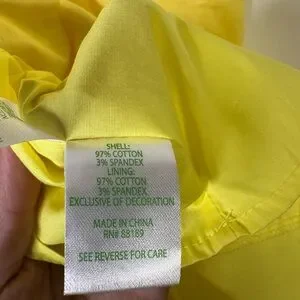 SHELL:
97% COTTON
3% SPANDEX
LINING:
97% COTTON
3% SPANDEX
EXCLUSIVE OF DECORATION
MADE IN CHINA
RN# 88189
SEE REVERSE FOR CARE